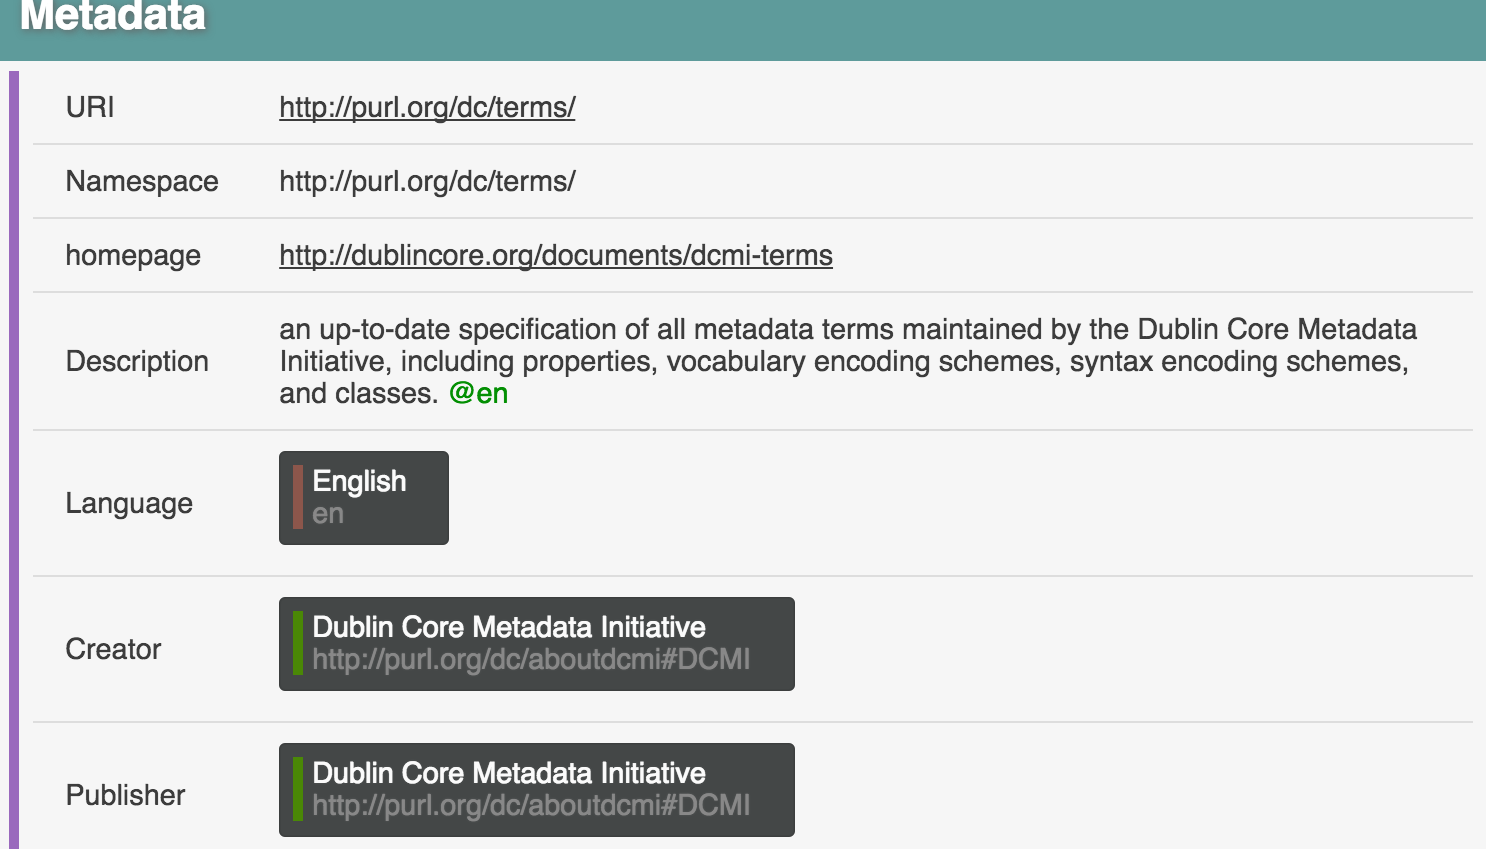 Metadata
URI http://purl.org/dc/terms/
Namespace http://purl.org/dc/terms/
homepage http://dublincore.org/documents/dcmi-terms
Description an up-to-date specification of all metadata terms maintained by the Dublin Core Metadata
Initiative, including properties, vocabulary encoding schemes, syntax encoding schemes,
and classes. @en
Language English
en
Creator Dublin Core Metadata Initiative
http://purl.org/dc/aboutdcmi#DCMI
Publisher Dublin Core Metadata Initiative
http://purl.org/dc/aboutdcmi#DCMI